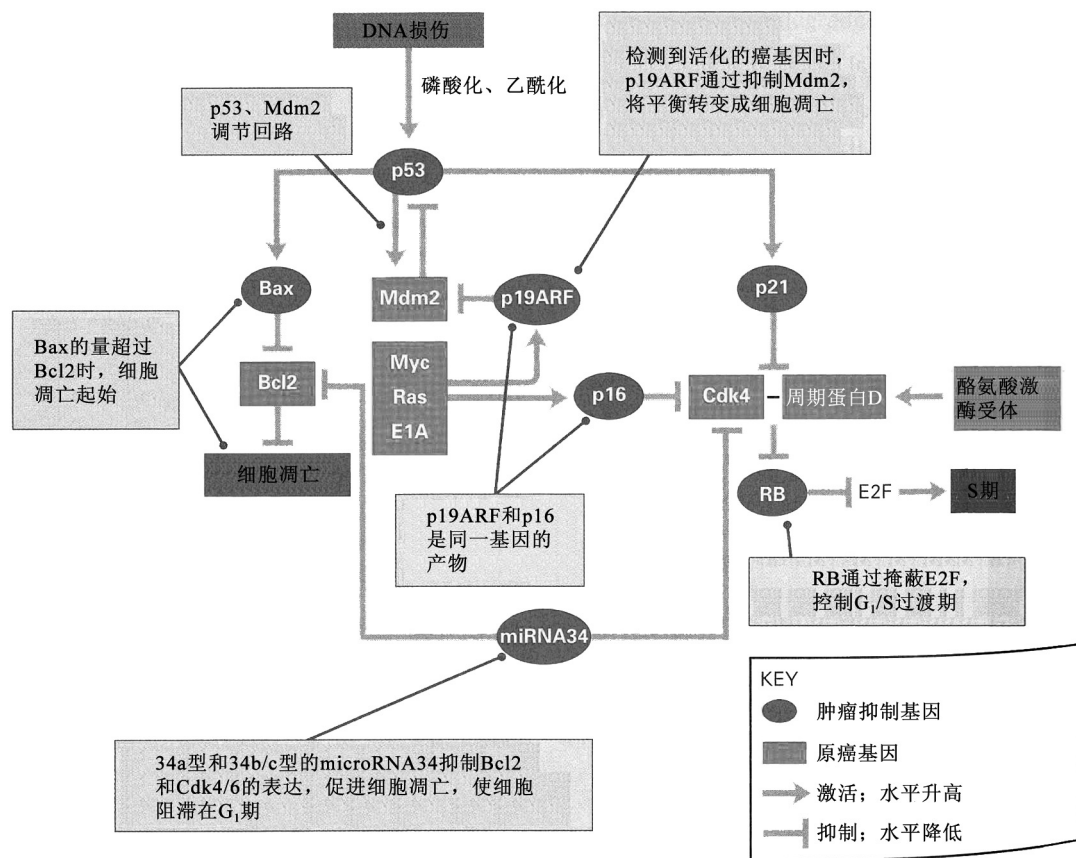 DNA损伤
磷酸化、乙酰化
检测到活化的癌基因时，
p19ARF通过抑制Mdm2，
将平衡转变成细胞凋亡
p53、Mdm2
调节回路
p53
Bax
Mdm2
p19ARF
p21
Bax的量超过
Bcl2时，细胞
凋亡起始
Bcl2
Myc
Ras
E1A
p16
Cdk4
周期蛋白D
酪氨酸激
酶受体
细胞凋亡
RB
E2F
S期
p19ARF和p16
是同一基因的
产物
RB通过掩蔽E2F，
控制G₁/S过渡期
miRNA34
34a型和34b/c型的microRNA34抑制Bcl2
和Cdk4/6的表达，促进细胞凋亡，使细胞
阻滞在G₁期
KEY
肿瘤抑制基因
原癌基因
激活；水平升高
抑制；水平降低